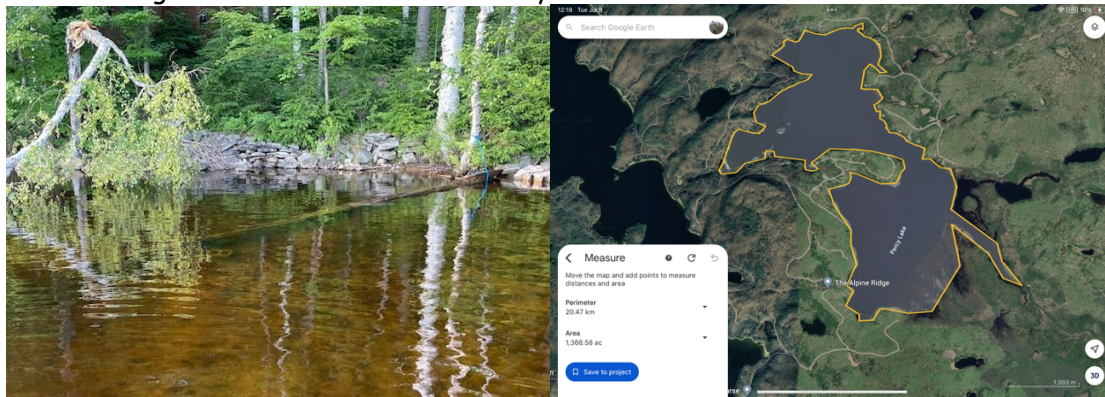 12:18 Tue Jul 9
10%
Search Google Earth
Measure
Move the map and add points to measure
distances and area
Perimeter
20.47 km
Area
1,368.58 ac
Save to project
Percy Lake
The Alpine Ridge
1,000 m
3D